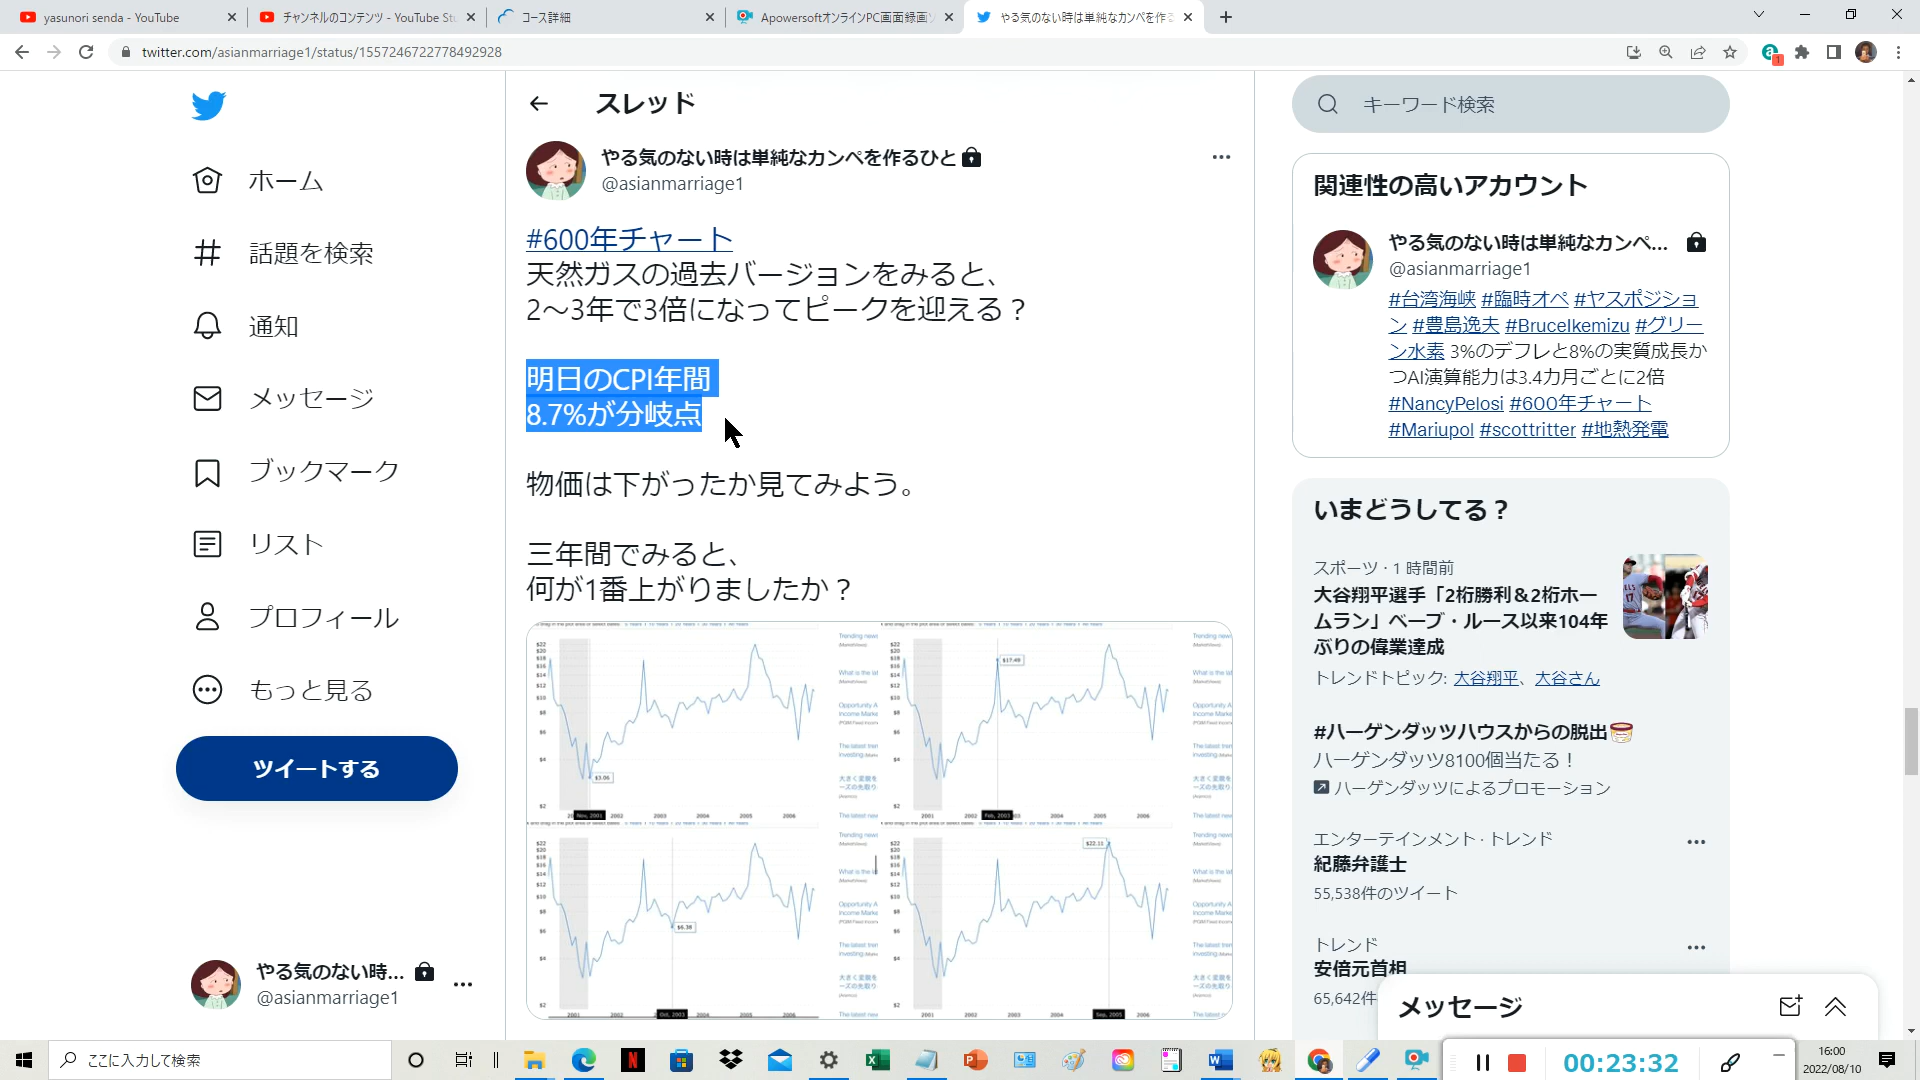 yasunori senda - YouTube
チャンネルのコンテンツ - YouTube St
コース詳細
ApowersoftオンラインPC画面録画
やる気のない時は単純なカンペを作る
twitter.com/asianmarriage1/status/1557246722778492928
スレッド
キーワード検索
ホーム
話題を検索
通知
メッセージ
ブックマーク
リスト
プロフィール
もっと見る
ツイートする
やる気のない時...
@asianmarriage1
やる気のない時は単純なカンペを作るひと
@asianmarriage1
#600年チャート
天然ガスの過去バージョンをみると、
2～3年で3倍になってピークを迎える？
明日のCPI年間
8.7%が分岐点
物価は下がったか見てみよう。
三年間でみると、
何が1番上がりましたか？
$3.06
Nov, 2001
$17.48
Feb, 2003
$6.38
Oct, 2003
$22.11
Sep, 2005
関連性の高いアカウント
やる気のない時は単純なカンペ...
@asianmarriage1
#台湾海峡 #臨時オペ #ヤスポジショ
ン #豊島逸夫 #BruceIkemizu #グリー
ン水素 3%のデフレと8%の実質成長か
つAI演算能力は3.4カ月ごとに2倍
#NancyPelosi #600年チャート
#Mariupol #scottritter #地熱発電
いまどうしてる？
スポーツ · 1 時間前
大谷翔平選手「2桁勝利＆2桁ホー
ムラン」ベーブ・ルース以来104年
ぶりの偉業達成
トレンドトピック: 大谷翔平、大谷さん
#ハーゲンダッツハウスからの脱出
ハーゲンダッツ8100個当たる！
ハーゲンダッツによるプロモーション
エンターテインメント · トレンド
紀藤弁護士
55,538件のツイート
トレンド
安倍元首相
65,642件
メッセージ
ここに入力して検索
00:23:32
16:00
2022/08/10